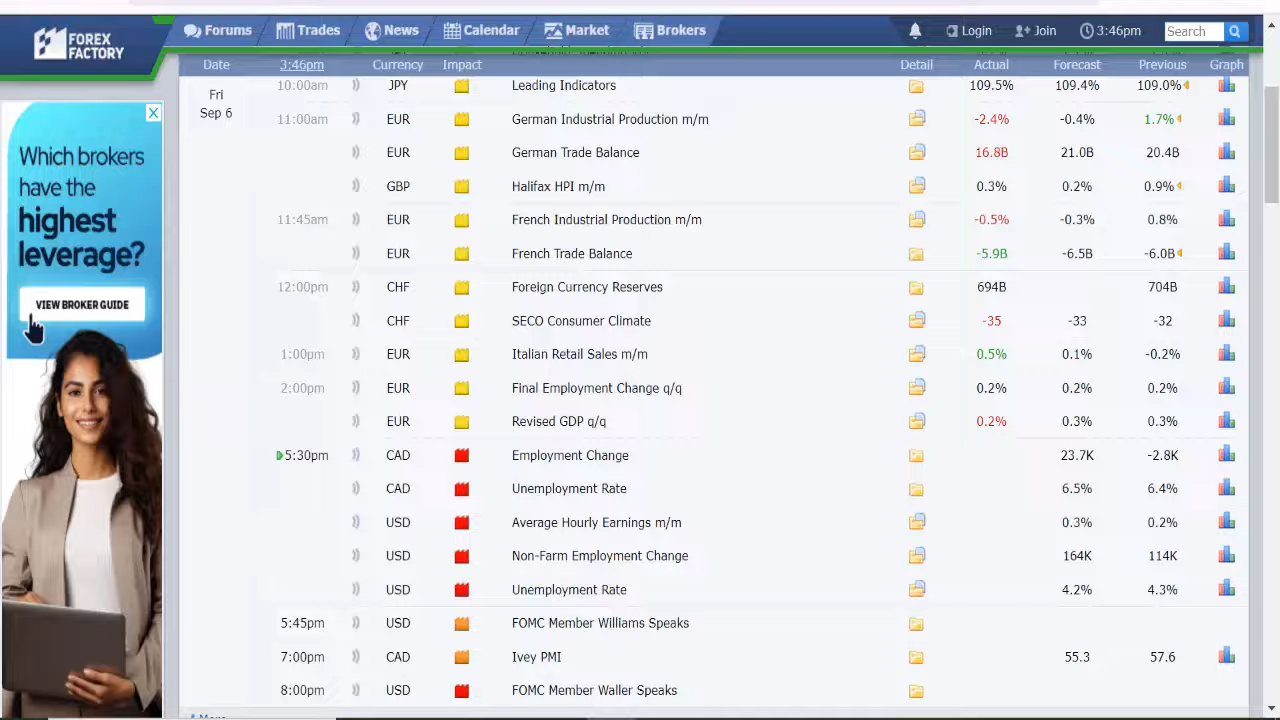 FOREX
FACTORY
Forums Trades News Calendar Market Brokers Login Join 3:46pm Search
Date 3:46pm Currency Impact Detail Actual Forecast Previous Graph
Fri
Sep 6
10:00am JPY Leading Indicators 109.5% 109.4% 109.0%
11:00am EUR German Industrial Production m/m -2.4% -0.4% 1.7%
EUR German Trade Balance 16.8B 21.0B 20.4B
GBP Halifax HPI m/m 0.3% 0.2% 0.9%
11:45am EUR French Industrial Production m/m -0.5% -0.3% 0.8%
EUR French Trade Balance -5.9B -6.5B -6.0B
12:00pm CHF Foreign Currency Reserves 694B 704B
CHF SECO Consumer Climate -35 -33 -32
1:00pm EUR Italian Retail Sales m/m 0.5% 0.1% -0.2%
2:00pm EUR Final Employment Change q/q 0.2% 0.2% 0.2%
EUR Revised GDP q/q 0.2% 0.3% 0.3%
5:30pm CAD Employment Change 23.7K -2.8K
CAD Unemployment Rate 6.5% 6.4%
USD Average Hourly Earnings m/m 0.3% 0.2%
USD Non-Farm Employment Change 164K 114K
USD Unemployment Rate 4.2% 4.3%
5:45pm USD FOMC Member Williams Speaks
7:00pm CAD Ivey PMI 55.3 57.6
8:00pm USD FOMC Member Waller Speaks
Which brokers
have the
highest
leverage?
VIEW BROKER GUIDE